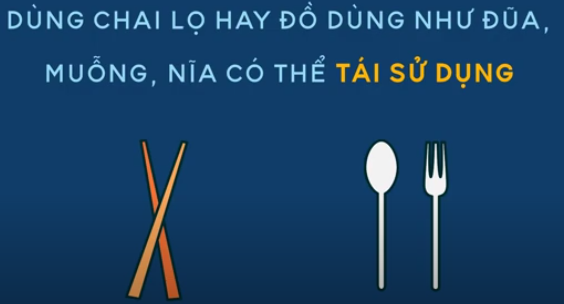 DÙNG CHAI LỌ HAY ĐỒ DÙNG NHƯ ĐŨA,
MUỖNG, NĨA CÓ THỂ TÁI SỬ DỤNG